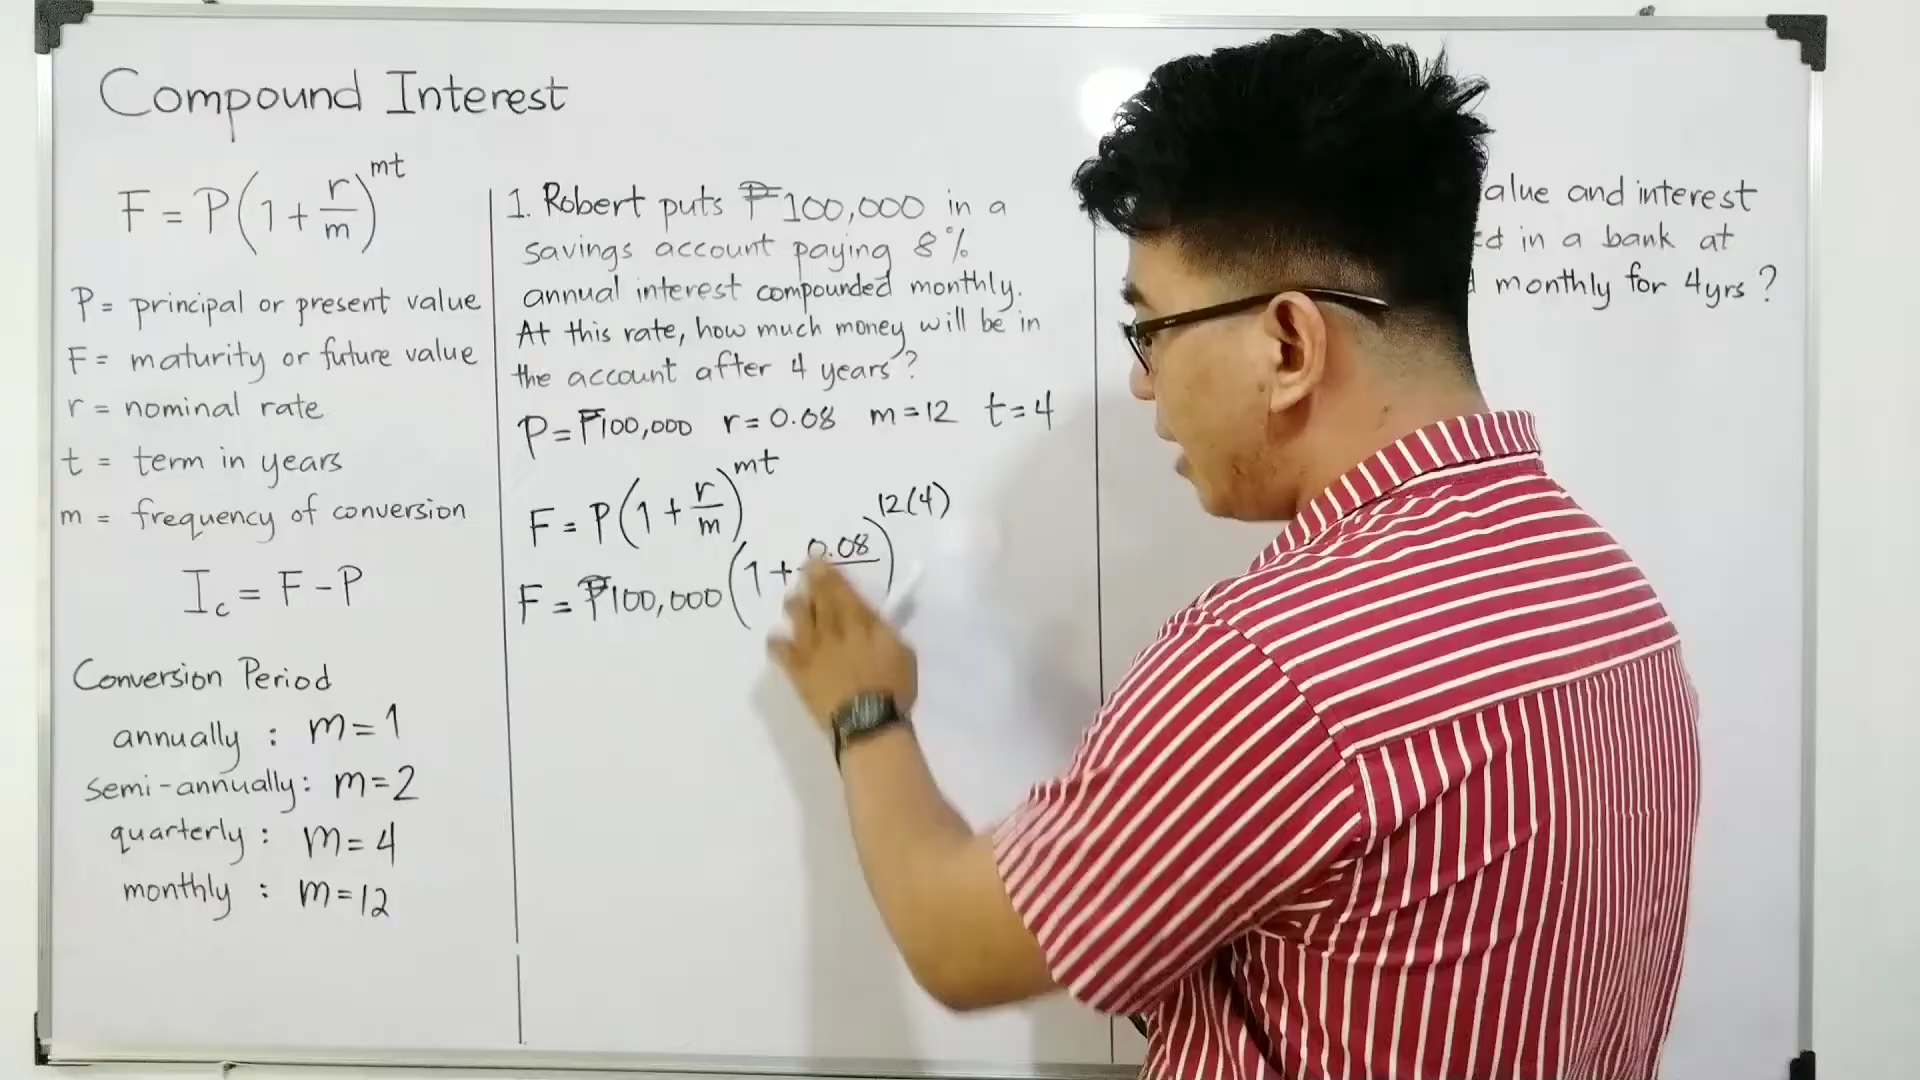 Compound Interest
F = P(1 + r/m)^mt
P = principal or present value
F = maturity or future value
r = nominal rate
t = term in years
m = frequency of conversion
Ic = F - P
Conversion Period
annually : m = 1
semi-annually : m = 2
quarterly : m = 4
monthly : m = 12
1. Robert puts ₱100,000 in a
savings account paying 8%
annual interest compounded monthly.
At this rate, how much money will be in
the account after 4 years?
P = ₱100,000 r = 0.08 m = 12 t = 4
F = P(1 + r/m)^mt
F = ₱100,000(1 + 0.08)^12(4)
and interest
in a bank at
monthly for 4yrs?